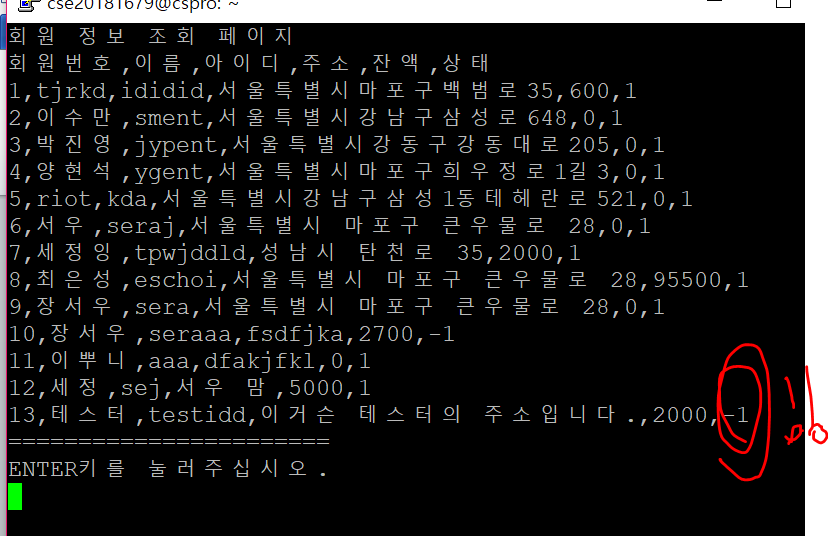 cse20181679@cspro: ~
회원 정보 조회 페이지
회원번호,이름,아이디,주소,잔액,상태
1,tjrkd,ididid,서울특별시마포구백범로35,600,1
2,이수만,sment,서울특별시강남구삼성로648,0,1
3,박진영,jypent,서울특별시강동구강동대로205,0,1
4,양현석,ygent,서울특별시마포구희우정로1길3,0,1
5,riot,kda,서울특별시강남구삼성1동테헤란로521,0,1
6,서우,seraj,서울특별시 마포구 큰우물로 28,0,1
7,세정잉,tpwjddld,성남시 탄천로 35,2000,1
8,최은성,eschoi,서울특별시 마포구 큰우물로 28,95500,1
9,장서우,sera,서울특별시 마포구 큰우물로 28,0,1
10,장서우,seraaa,fsdfjka,2700,-1
11,이뿌니,aaa,dfakjfkl,0,1
12,세정,sej,서우 맘,5000,1
13,테스터,testidd,이거슨 테스터의 주소입니다.,2000,-1
=======================
ENTER키를 눌러주십시오.